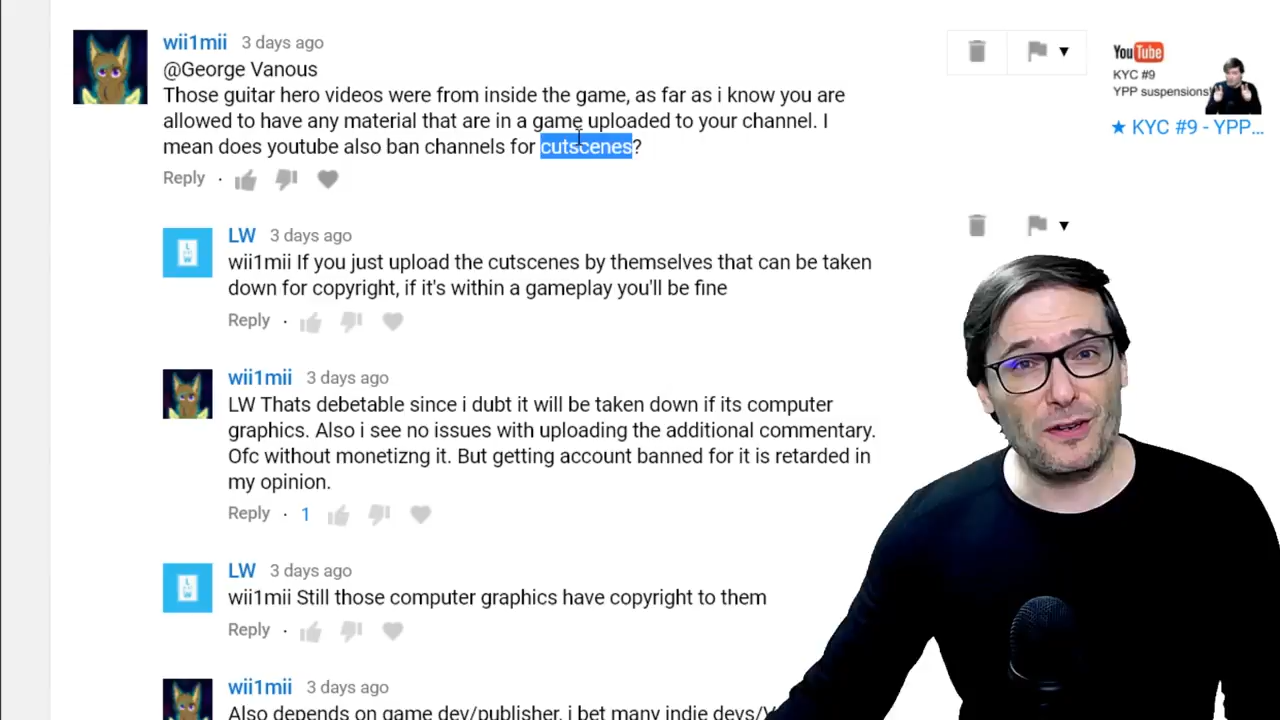 wii1mii 3 days ago
@George Vanous
Those guitar hero videos were from inside the game, as far as i know you are
allowed to have any material that are in a game uploaded to your channel. I
mean does youtube also ban channels for cutscenes?
Reply ·
YouTube
KYC #9
YPP suspensions!
★ KYC #9 - YPP...
LW 3 days ago
wii1mii If you just upload the cutscenes by themselves that can be taken
down for copyright, if it's within a gameplay you'll be fine
Reply ·
wii1mii 3 days ago
LW Thats debetable since i dubt it will be taken down if its computer
graphics. Also i see no issues with uploading the additional commentary.
Ofc without monetizng it. But getting account banned for it is retarded in
my opinion.
Reply · 1
LW 3 days ago
wii1mii Still those computer graphics have copyright to them
Reply ·
wii1mii 3 days ago
Also depends on game dev/publisher. i bet many indie devs/